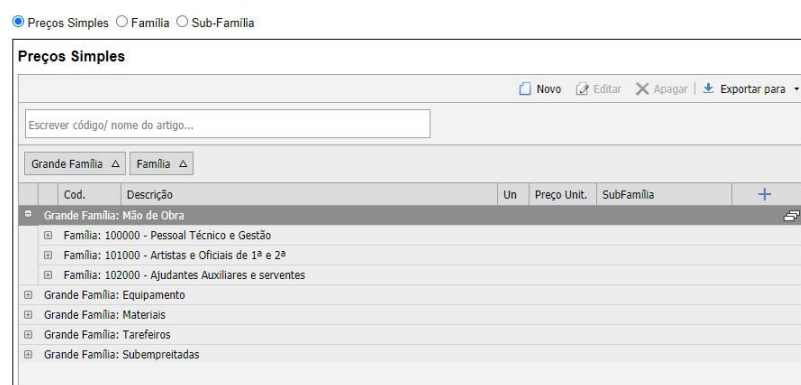 Preços Simples Família Sub-Família
Preços Simples
Novo Editar Apagar Exportar para
Escrever código/ nome do artigo...
Grande Família Família
Cod. Descrição Un Preço Unit. SubFamília
Grande Família: Mão de Obra
Família: 100000 - Pessoal Técnico e Gestão
Família: 101000 - Artistas e Oficiais de 1ª e 2ª
Família: 102000 - Ajudantes Auxiliares e serventes
Grande Família: Equipamento
Grande Família: Materiais
Grande Família: Tarefeiros
Grande Família: Subempreitadas